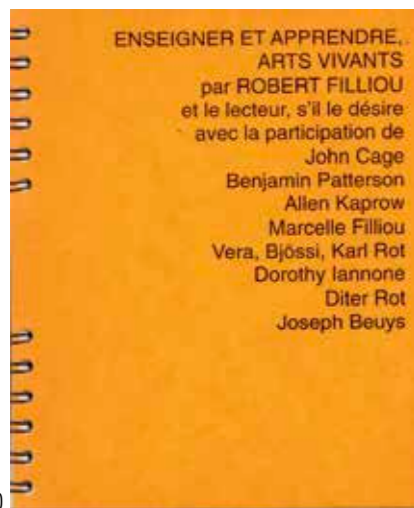 ENSEIGNER ET APPRENDRE,
ARTS VIVANTS
par ROBERT FILLIOU
et le lecteur, s'il le désire
avec la participation de
John Cage
Benjamin Patterson
Allen Kaprow
Marcelle Filliou
Vera, Bjössi, Karl Rot
Dorothy Iannone
Diter Rot
Joseph Beuys